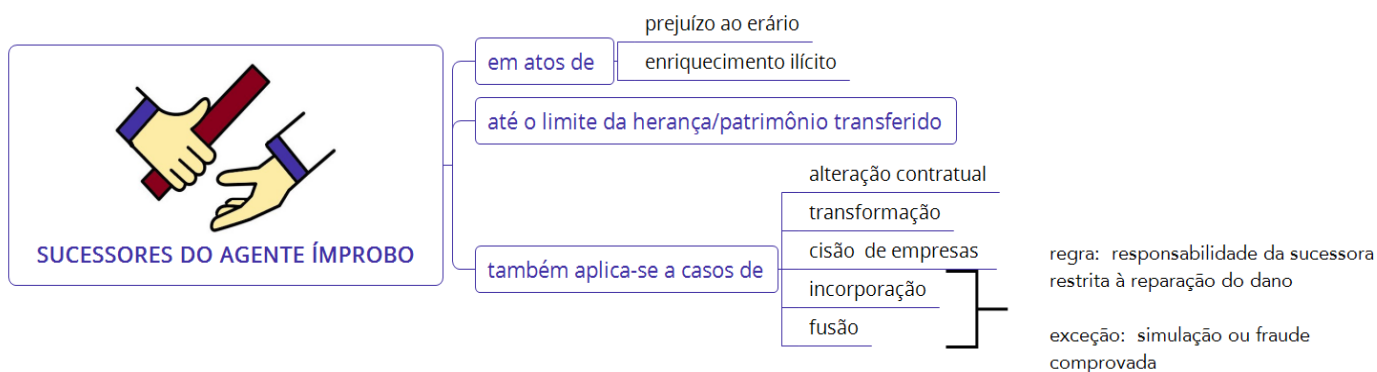 SUCESSORES DO AGENTE ÍMPROBO
em atos de
prejuízo ao erário
enriquecimento ilícito
até o limite da herança/patrimônio transferido
também aplica-se a casos de
alteração contratual
transformação
cisão de empresas
incorporação
fusão
regra: responsabilidade da sucessora
restrita à reparação do dano
exceção: simulação ou fraude
comprovada